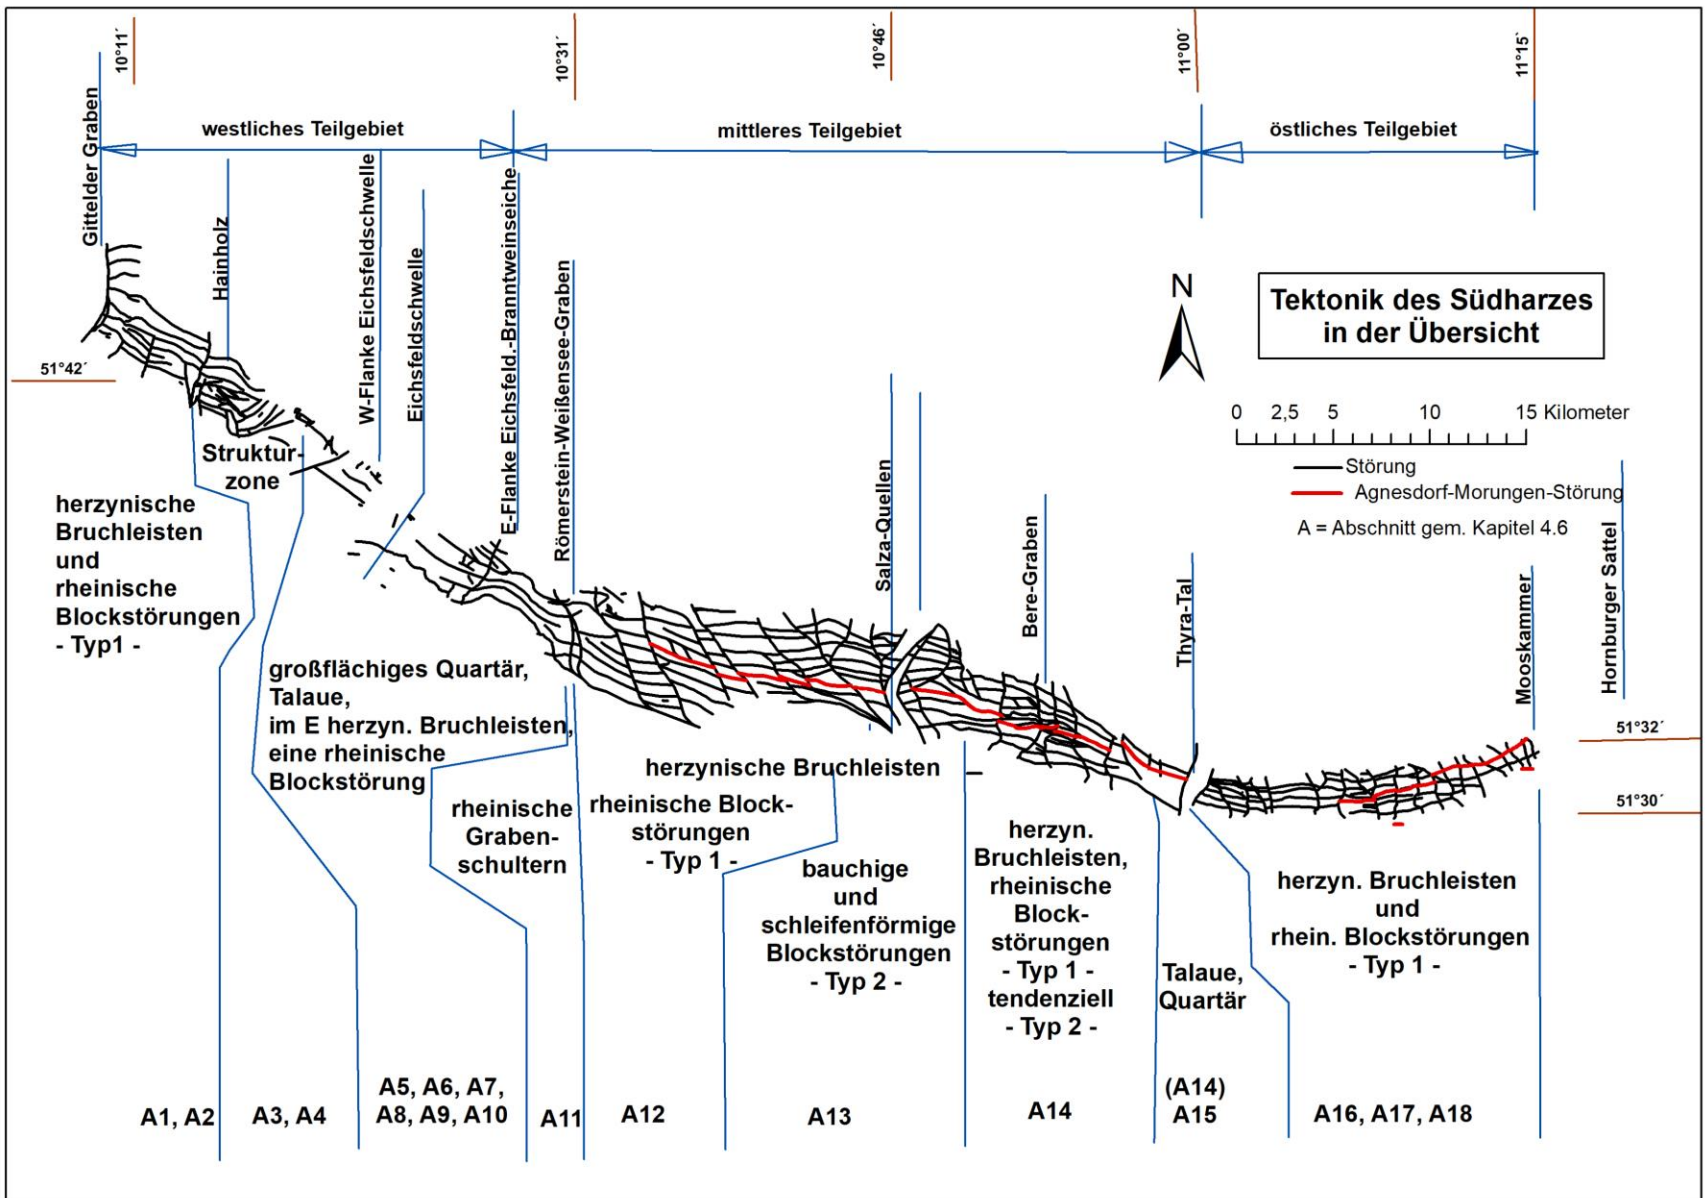 10°11´
10°31´
10°46´
11°00´
11°15´
westliches Teilgebiet
mittleres Teilgebiet
östliches Teilgebiet
Gittelder Graben
Hainholz
W-Flanke Eichsfeldschwelle
Eichsfeldschwelle
E-Flanke Eichsfeld.-Branntweinseiche
Römerstein-Weißensee-Graben
Salza-Quellen
Bere-Graben
Thyra-Tal
Mooskammer
Hornburger Sattel
N
Tektonik des Südharzes
in der Übersicht
0 2,5 5 10 15 Kilometer
Störung
Agnesdorf-Morungen-Störung
A = Abschnitt gem. Kapitel 4.6
51°42´
51°32´
51°30´
Struktur-
zone
herzynische
Bruchleisten
und
rheinische
Blockstörungen
- Typ1 -
großflächiges Quartär,
Talaue,
im E herzyn. Bruchleisten,
eine rheinische
Blockstörung
rheinische
Graben-
schultern
herzynische Bruchleisten
rheinische Block-
störungen
- Typ 1 -
bauchige
und
schleifenförmige
Blockstörungen
- Typ 2 -
herzyn.
Bruchleisten,
rheinische
Block-
störungen
- Typ 1 -
tendenziell
- Typ 2 -
Talaue,
Quartär
herzyn. Bruchleisten
und
rhein. Blockstörungen
- Typ 1 -
A1, A2
A3, A4
A5, A6, A7,
A8, A9, A10
A11
A12
A13
A14
(A14)
A15
A16, A17, A18